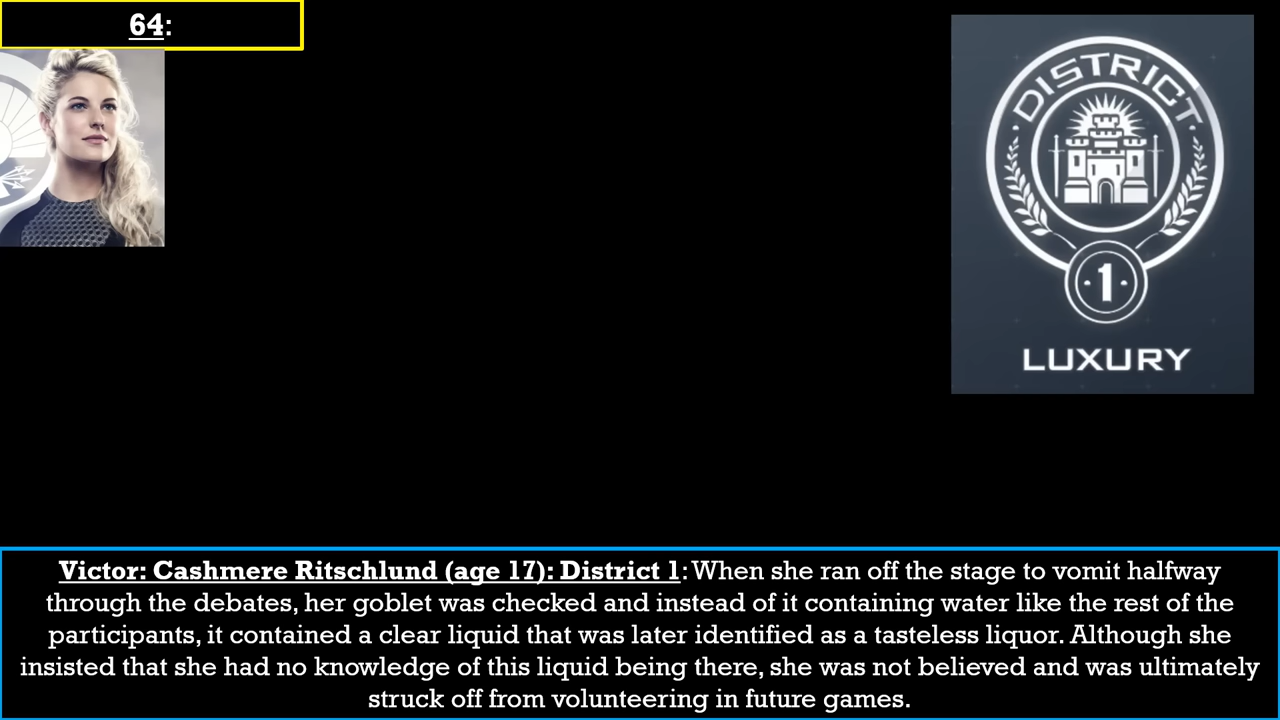 64:
DISTRICT
1
LUXURY
Victor: Cashmere Ritschlund (age 17): District 1: When she ran off the stage to vomit halfway
through the debates, her goblet was checked and instead of it containing water like the rest of the
participants, it contained a clear liquid that was later identified as a tasteless liquor. Although she
insisted that she had no knowledge of this liquid being there, she was not believed and was ultimately
struck off from volunteering in future games.